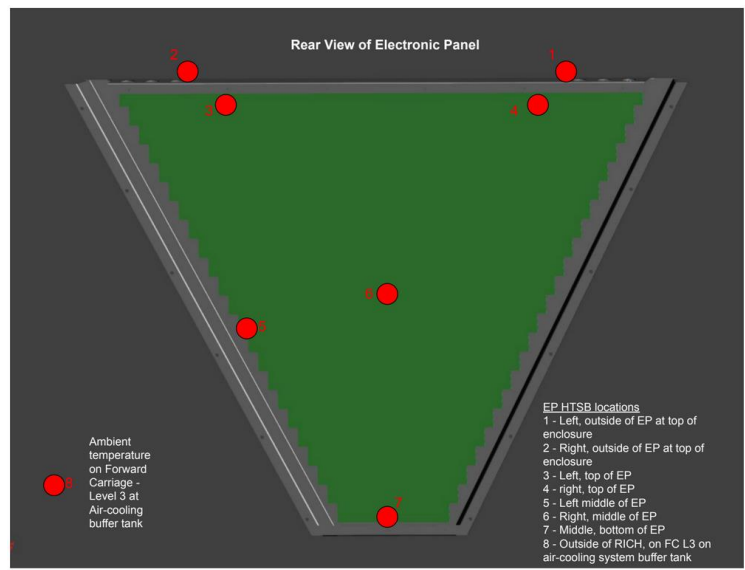 Rear View of Electronic Panel
2
1
3
4
6
5
EP HTSB locations
1 - Left, outside of EP at top of
enclosure
2 - Right, outside of EP at top of
enclosure
3 - Left, top of EP
4 - right, top of EP
5 - Left middle of EP
6 - Right, middle of EP
7 - Middle, bottom of EP
8 - Outside of RICH, on FC L3 on
air-cooling system buffer tank
Ambient
temperature
on Forward
Carriage -
Level 3 at
Air-cooling
buffer tank
8
7